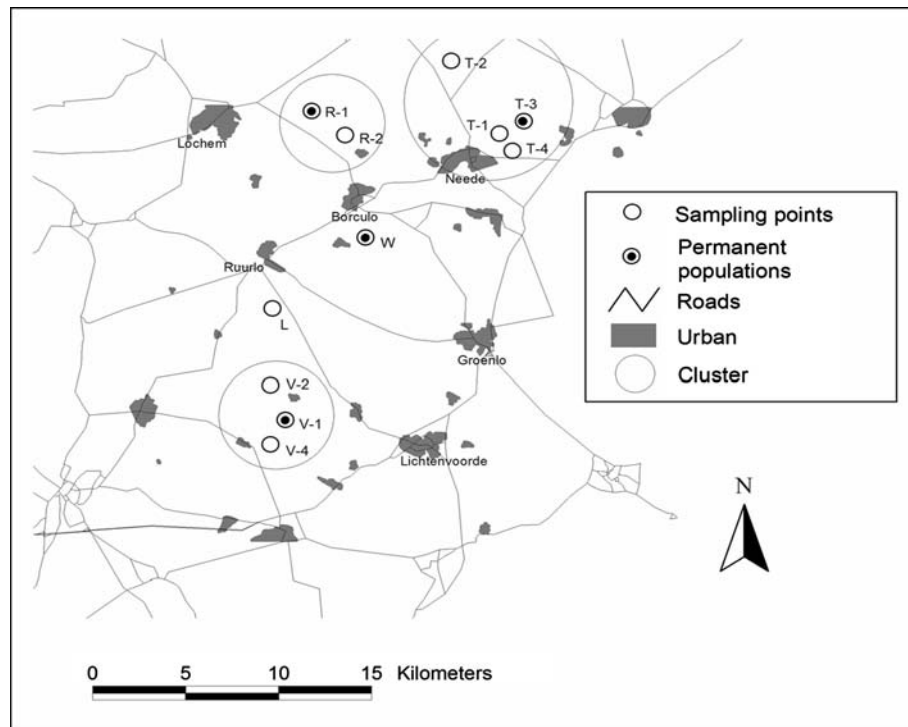 T-2
R-1
T-3
R-2
T-1
T-4
Lochem
Neede
Borculo
W
Ruurlo
L
Groenlo
V-2
V-1
V-4
Lichtenvoorde
Sampling points
Permanent
populations
Roads
Urban
Cluster
N
0 5 10 15 Kilometers